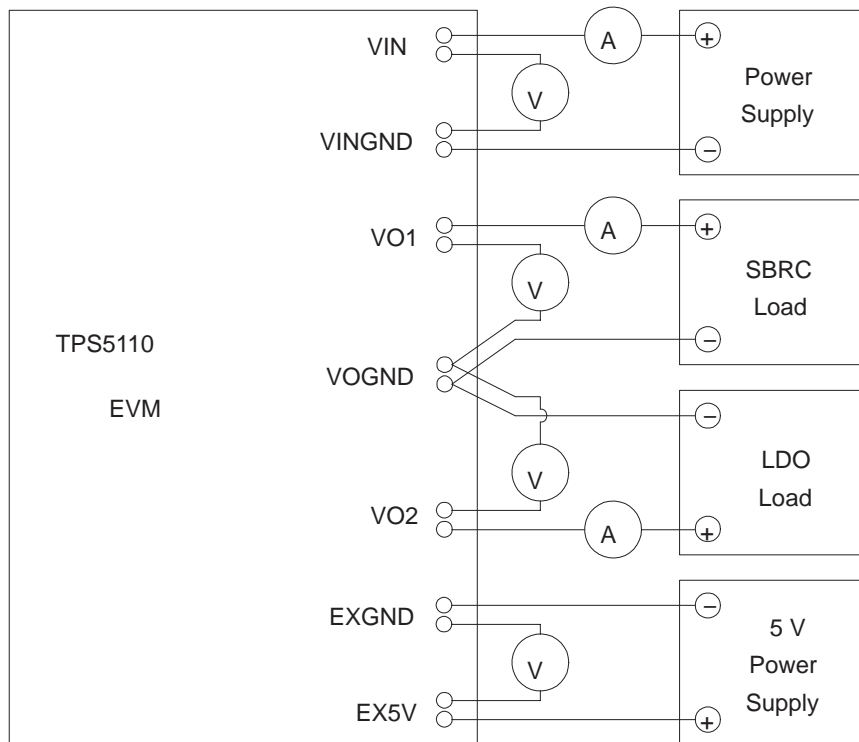 VIN
A
+
Power
Supply
V
VINGND
−
VO1
A
+
SBRC
Load
V
−
TPS5110
EVM
VOGND
−
LDO
Load
V
VO2
A
+
EXGND
−
5 V
Power
Supply
V
EX5V
+